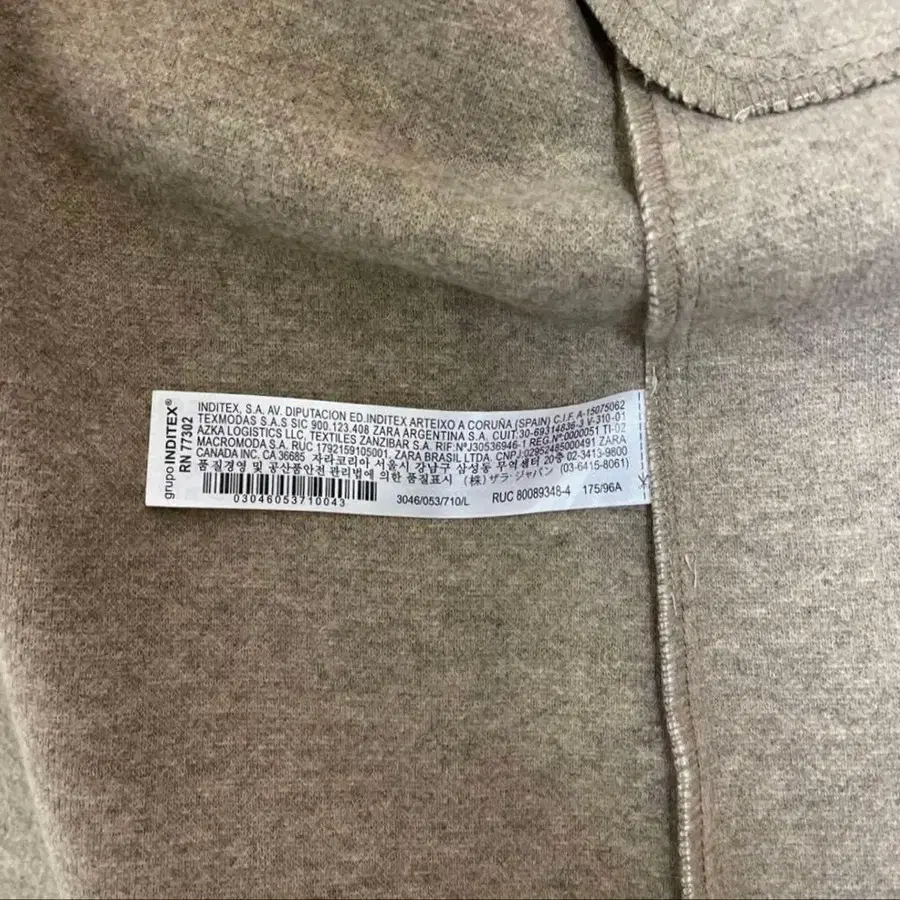 grupo INDITEX®
RN 77302
INDITEX, S.A. AV. DIPUTACION ED.INDITEX ARTEIXO A CORUÑA (SPAIN) C.I.F. A-15075062
TEXMODAS S.A.S SIC 900.123.408 ZARA ARGENTINA S.A. CUIT:30-69314836-3 V-310-01
AZKA LOGISTICS LLC, TEXTILES ZANZIBAR S.A. RIF:NºJ30536946-1 REG.Nº0000051 TI-02
MACROMODA S.A. RUC 1792159105001, ZARA BRASIL LTDA. CNPJ:02952485000491 ZARA
CANADA INC. CA 36685 자라코리아 서울시 강남구 삼성동 무역센터 20층 02-3413-9800
품질경영 및 공산품안전 관리법에 의한 품질표시 (株)ザラ・ジャパン (03-6415-8061)
03046053710043 3046/053/710/L RUC 80089348-4 175/96A